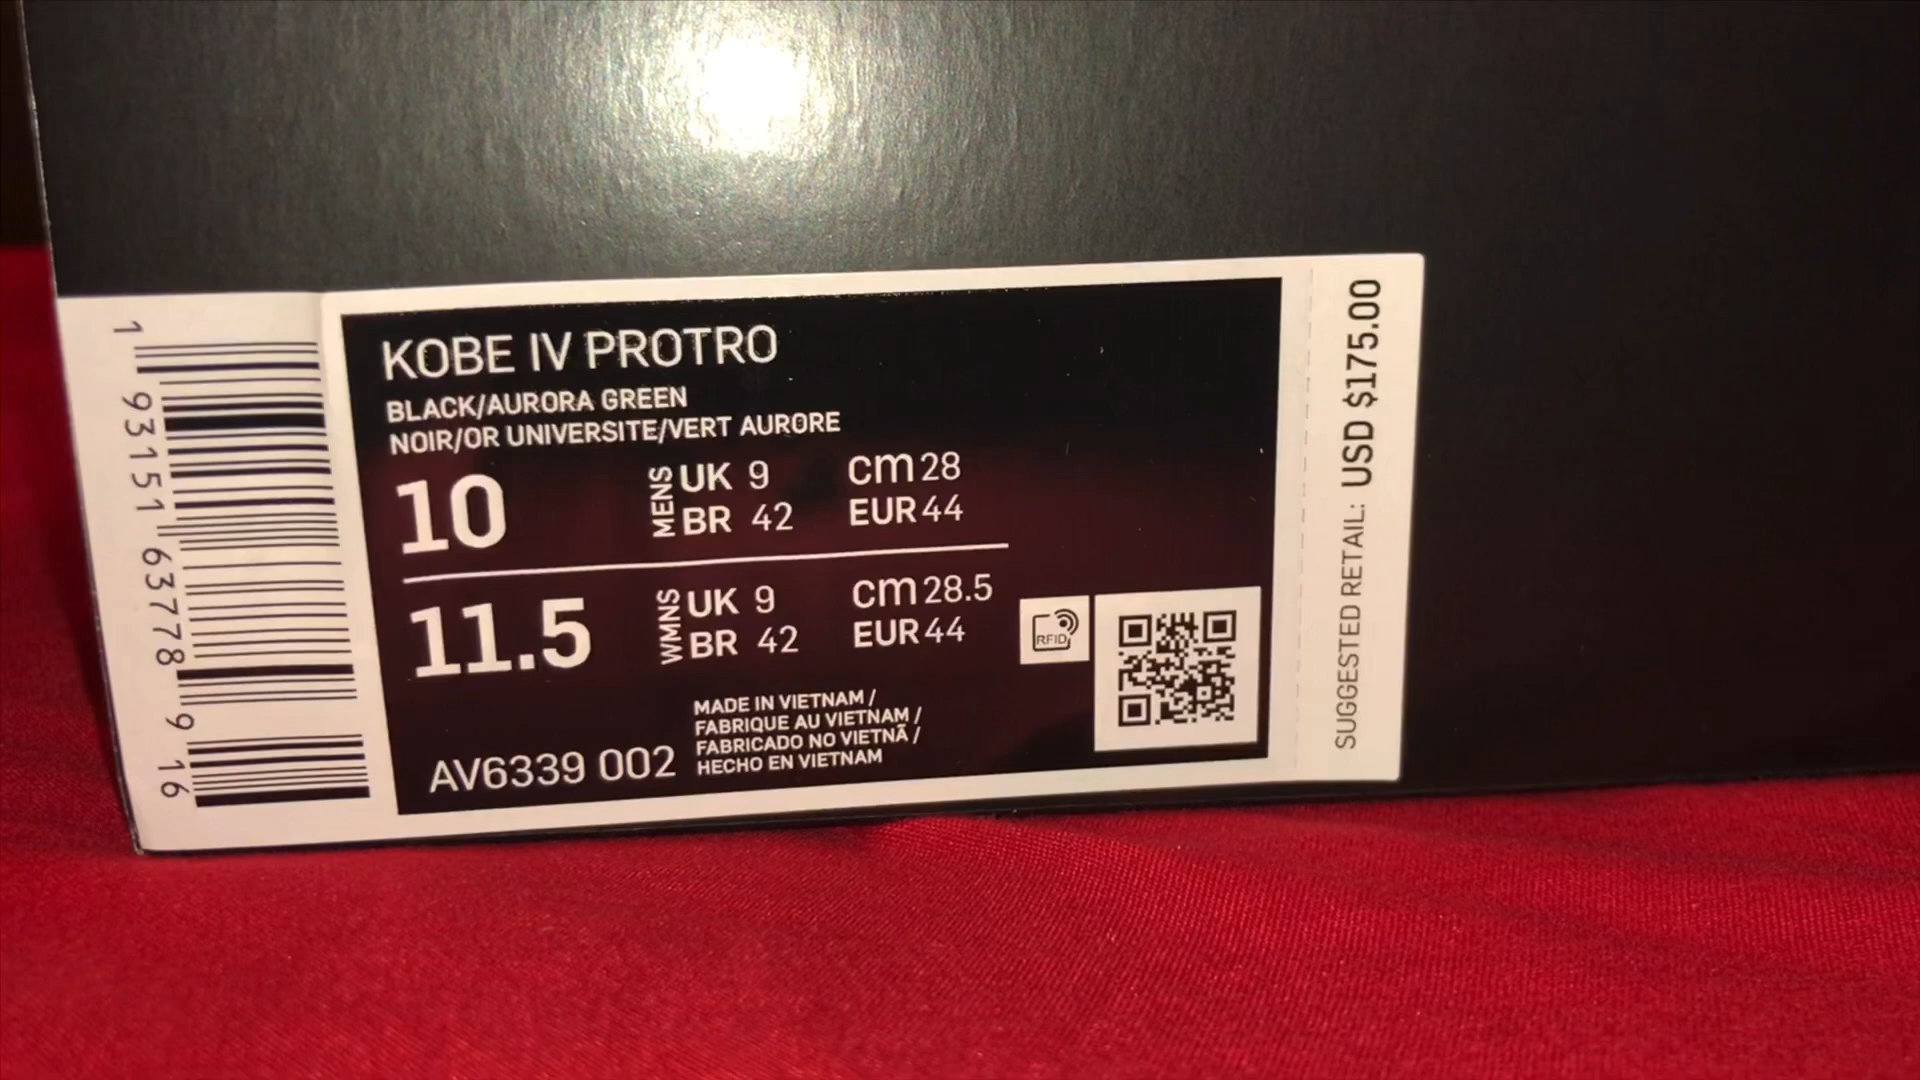 1 93151 63778 9 16
KOBE IV PROTRO
BLACK/AURORA GREEN
NOIR/OR UNIVERSITE/VERT AURORE
10 MENS UK 9 cm 28
BR 42 EUR 44
11.5 WMNS UK 9 cm 28.5
BR 42 EUR 44
RFID
MADE IN VIETNAM /
FABRIQUE AU VIETNAM /
FABRICADO NO VIETNÃ /
HECHO EN VIETNAM
AV6339 002
SUGGESTED RETAIL: USD $175.00